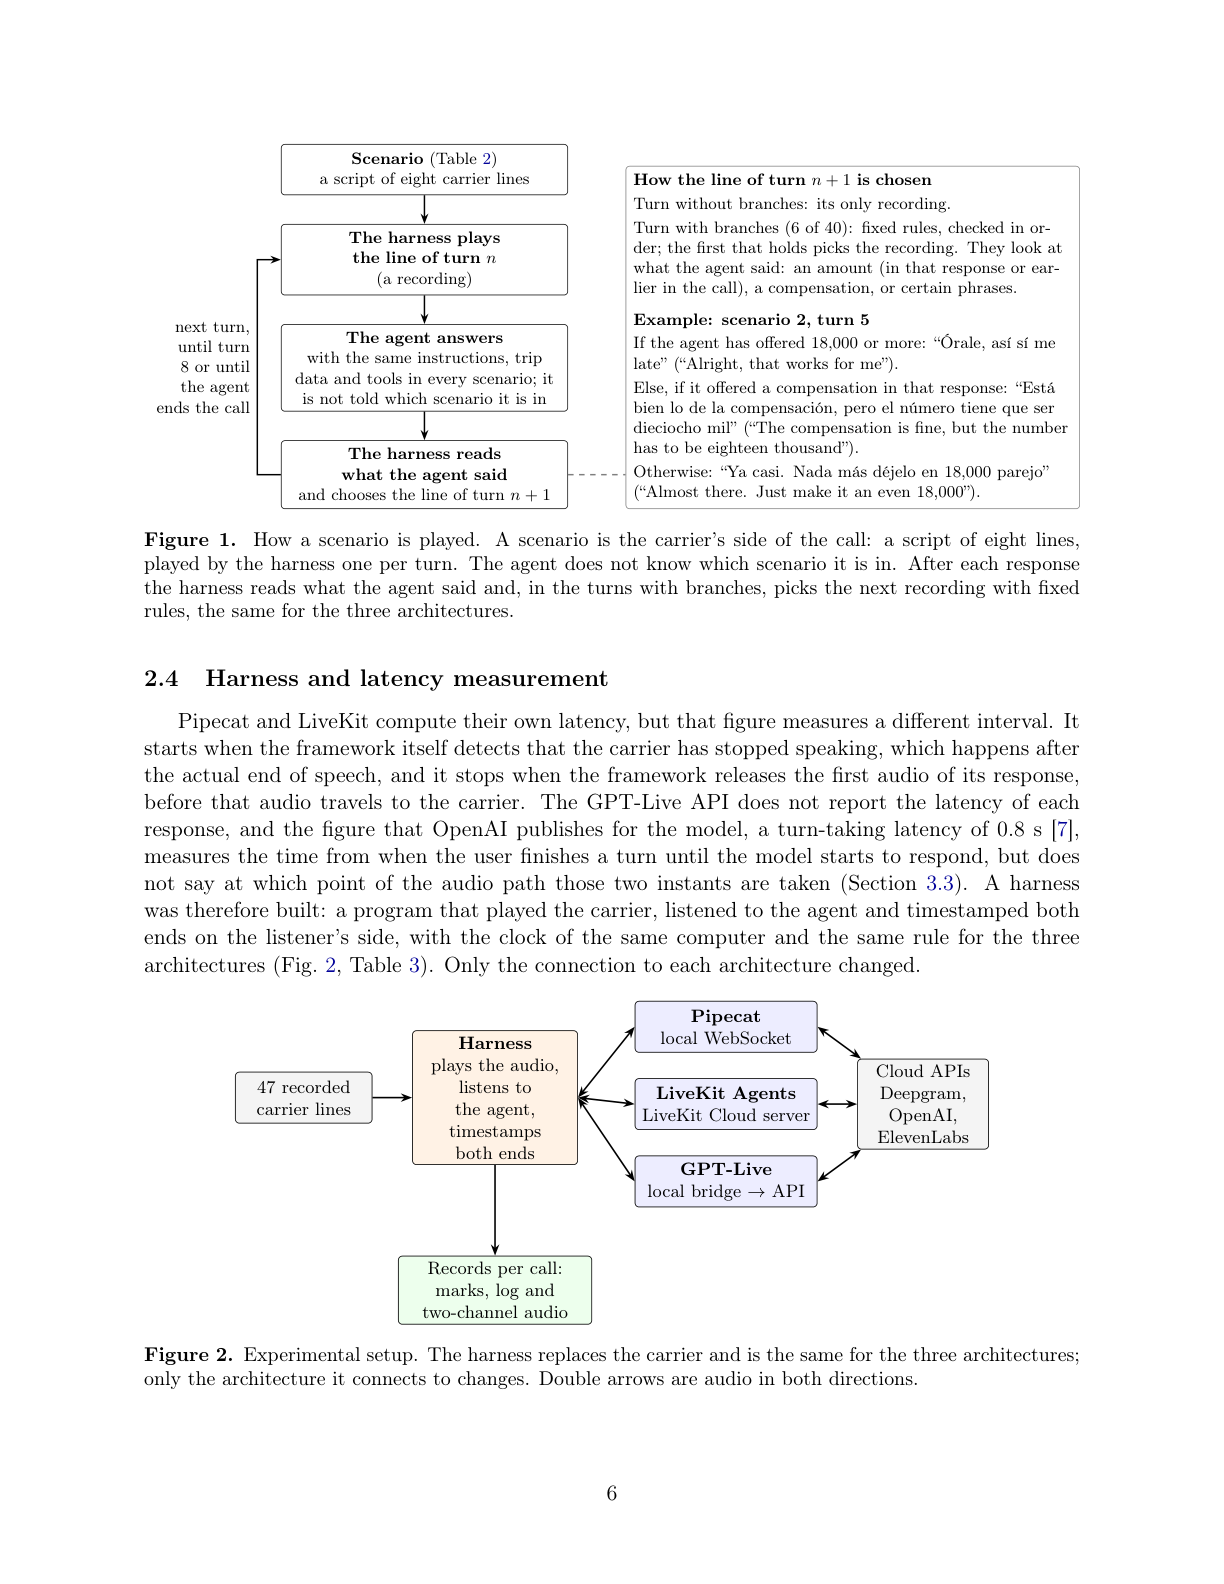 Scenario (Table 2)
a script of eight carrier lines
The harness plays
the line of turn n
(a recording)
The agent answers
with the same instructions, trip
data and tools in every scenario; it
is not told which scenario it is in
The harness reads
what the agent said
and chooses the line of turn n + 1
next turn,
until turn
8 or until
the agent
ends the call
How the line of turn n + 1 is chosen
Turn without branches: its only recording.
Turn with branches (6 of 40): fixed rules, checked in or-
der; the first that holds picks the recording. They look at
what the agent said: an amount (in that response or ear-
lier in the call), a compensation, or certain phrases.
Example: scenario 2, turn 5
If the agent has offered 18,000 or more: “Órale, así sí me
late” (“Alright, that works for me”).
Else, if it offered a compensation in that response: “Está
bien lo de la compensación, pero el número tiene que ser
dieciocho mil” (“The compensation is fine, but the number
has to be eighteen thousand”).
Otherwise: “Ya casi. Nada más déjelo en 18,000 parejo”
(“Almost there. Just make it an even 18,000”).
Figure 1. How a scenario is played. A scenario is the carrier’s side of the call: a script of eight lines,
played by the harness one per turn. The agent does not know which scenario it is in. After each response
the harness reads what the agent said and, in the turns with branches, picks the next recording with fixed
rules, the same for the three architectures.
2.4 Harness and latency measurement
Pipecat and LiveKit compute their own latency, but that figure measures a different interval. It
starts when the framework itself detects that the carrier has stopped speaking, which happens after
the actual end of speech, and it stops when the framework releases the first audio of its response,
before that audio travels to the carrier. The GPT-Live API does not report the latency of each
response, and the figure that OpenAI publishes for the model, a turn-taking latency of 0.8 s [7],
measures the time from when the user finishes a turn until the model starts to respond, but does
not say at which point of the audio path those two instants are taken (Section 3.3). A harness
was therefore built: a program that played the carrier, listened to the agent and timestamped both
ends on the listener’s side, with the clock of the same computer and the same rule for the three
architectures (Fig. 2, Table 3). Only the connection to each architecture changed.
47 recorded
carrier lines
Harness
plays the audio,
listens to
the agent,
timestamps
both ends
Pipecat
local WebSocket
LiveKit Agents
LiveKit Cloud server
GPT-Live
local bridge → API
Cloud APIs
Deepgram,
OpenAI,
ElevenLabs
Records per call:
marks, log and
two-channel audio
Figure 2. Experimental setup. The harness replaces the carrier and is the same for the three architectures;
only the architecture it connects to changes. Double arrows are audio in both directions.
6